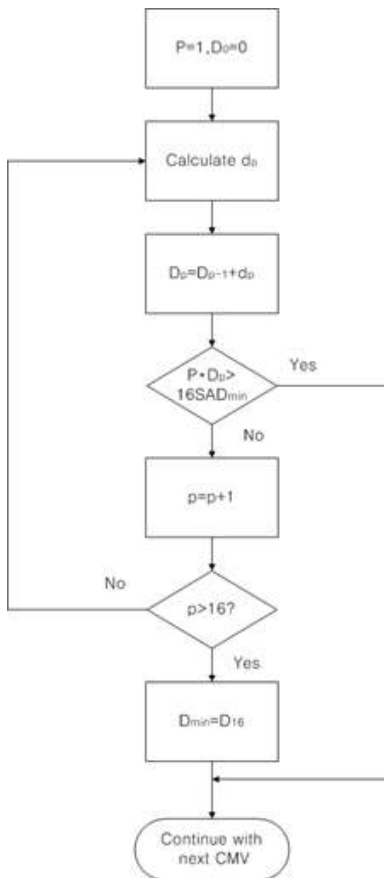 P=1,D₀=0
Calculate dₚ
Dₚ=Dₚ₋₁+dₚ
Yes
P•Dₚ>
16SADmin
No
p=p+1
No
p>16?
Yes
Dmin=D₁₆
Continue with
next CMV